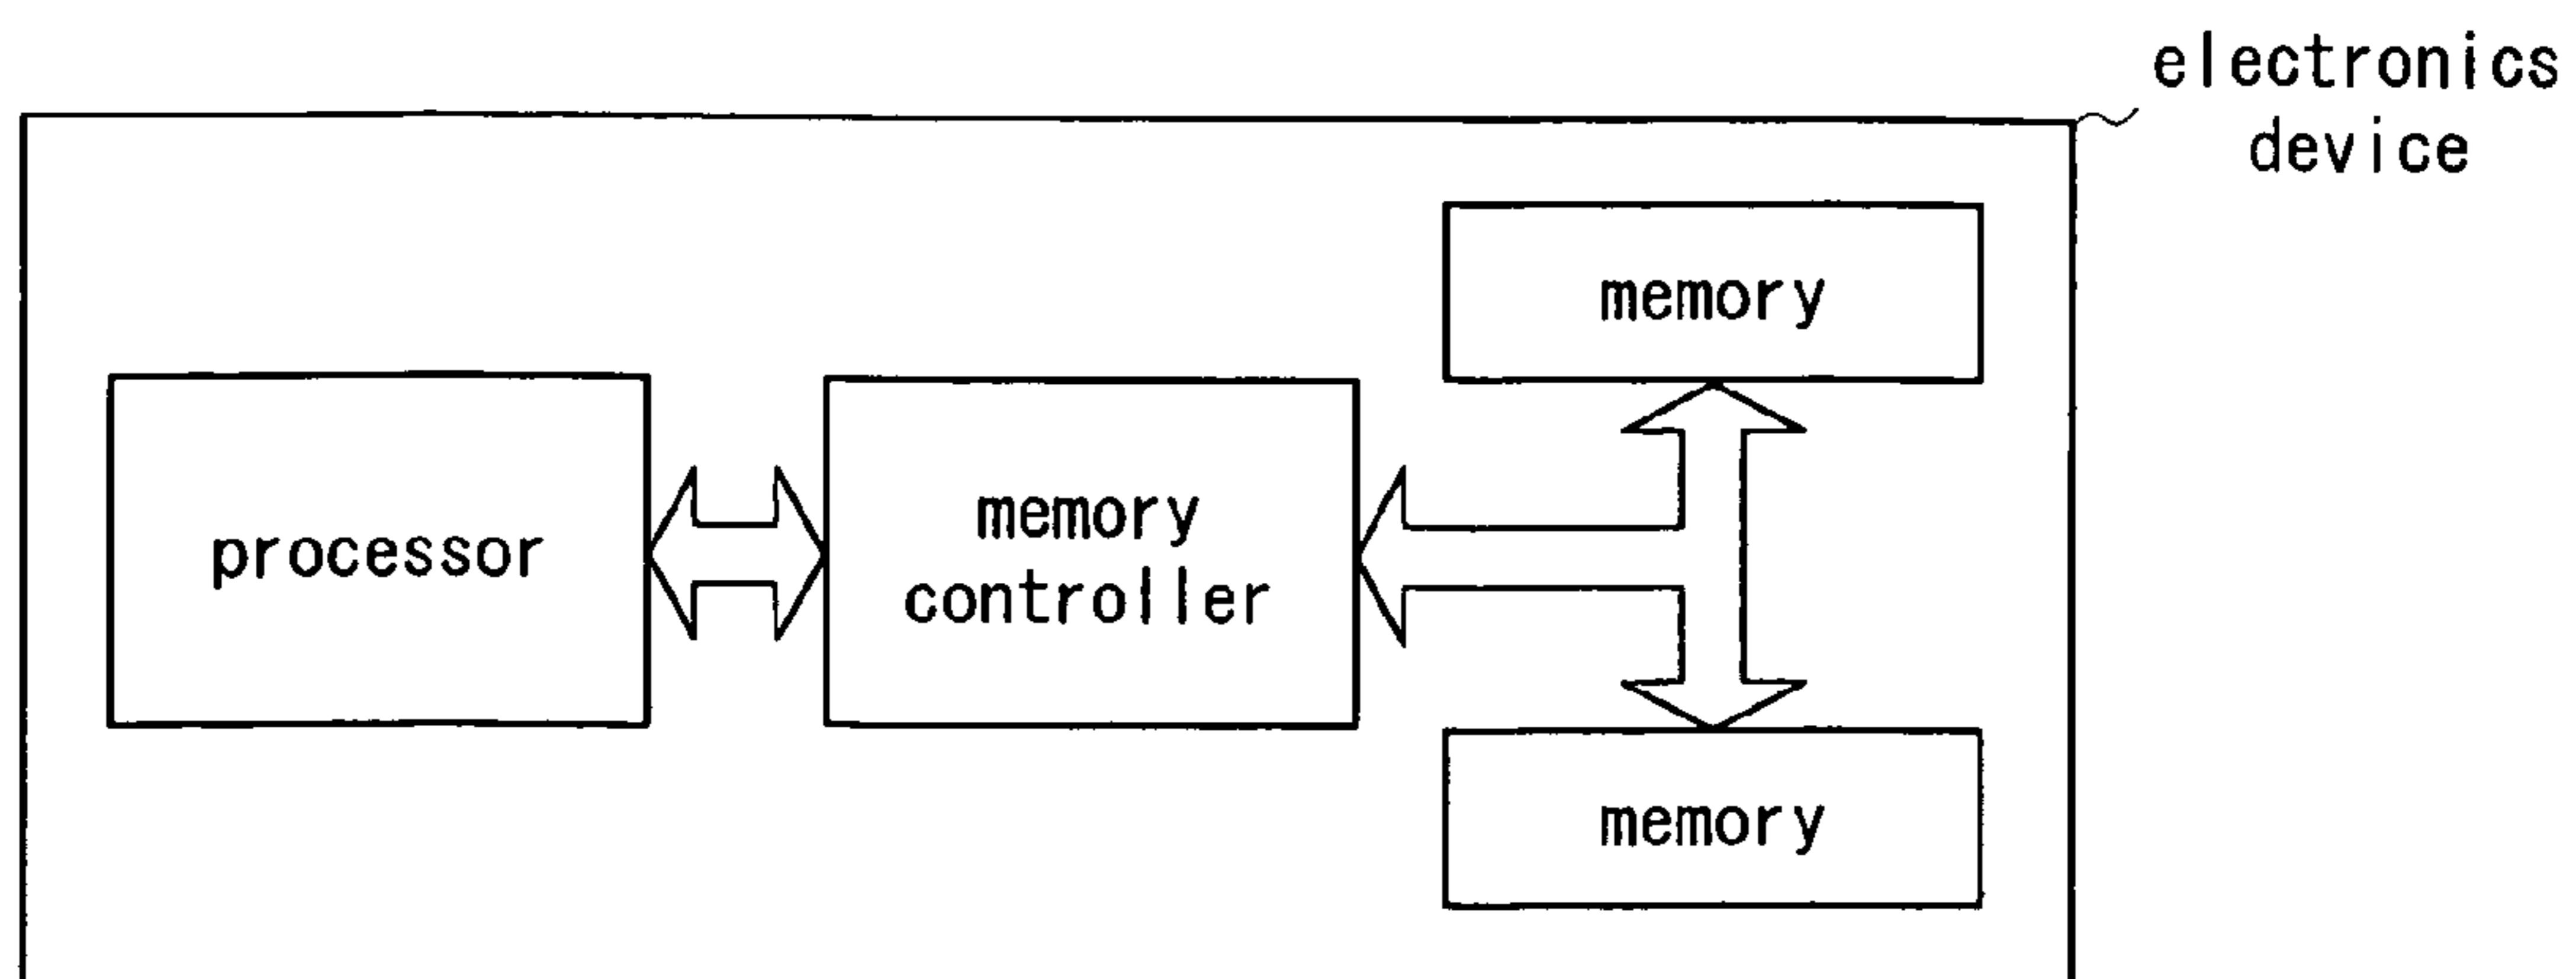 electronics
device
memory
processor
memory
controller
memory